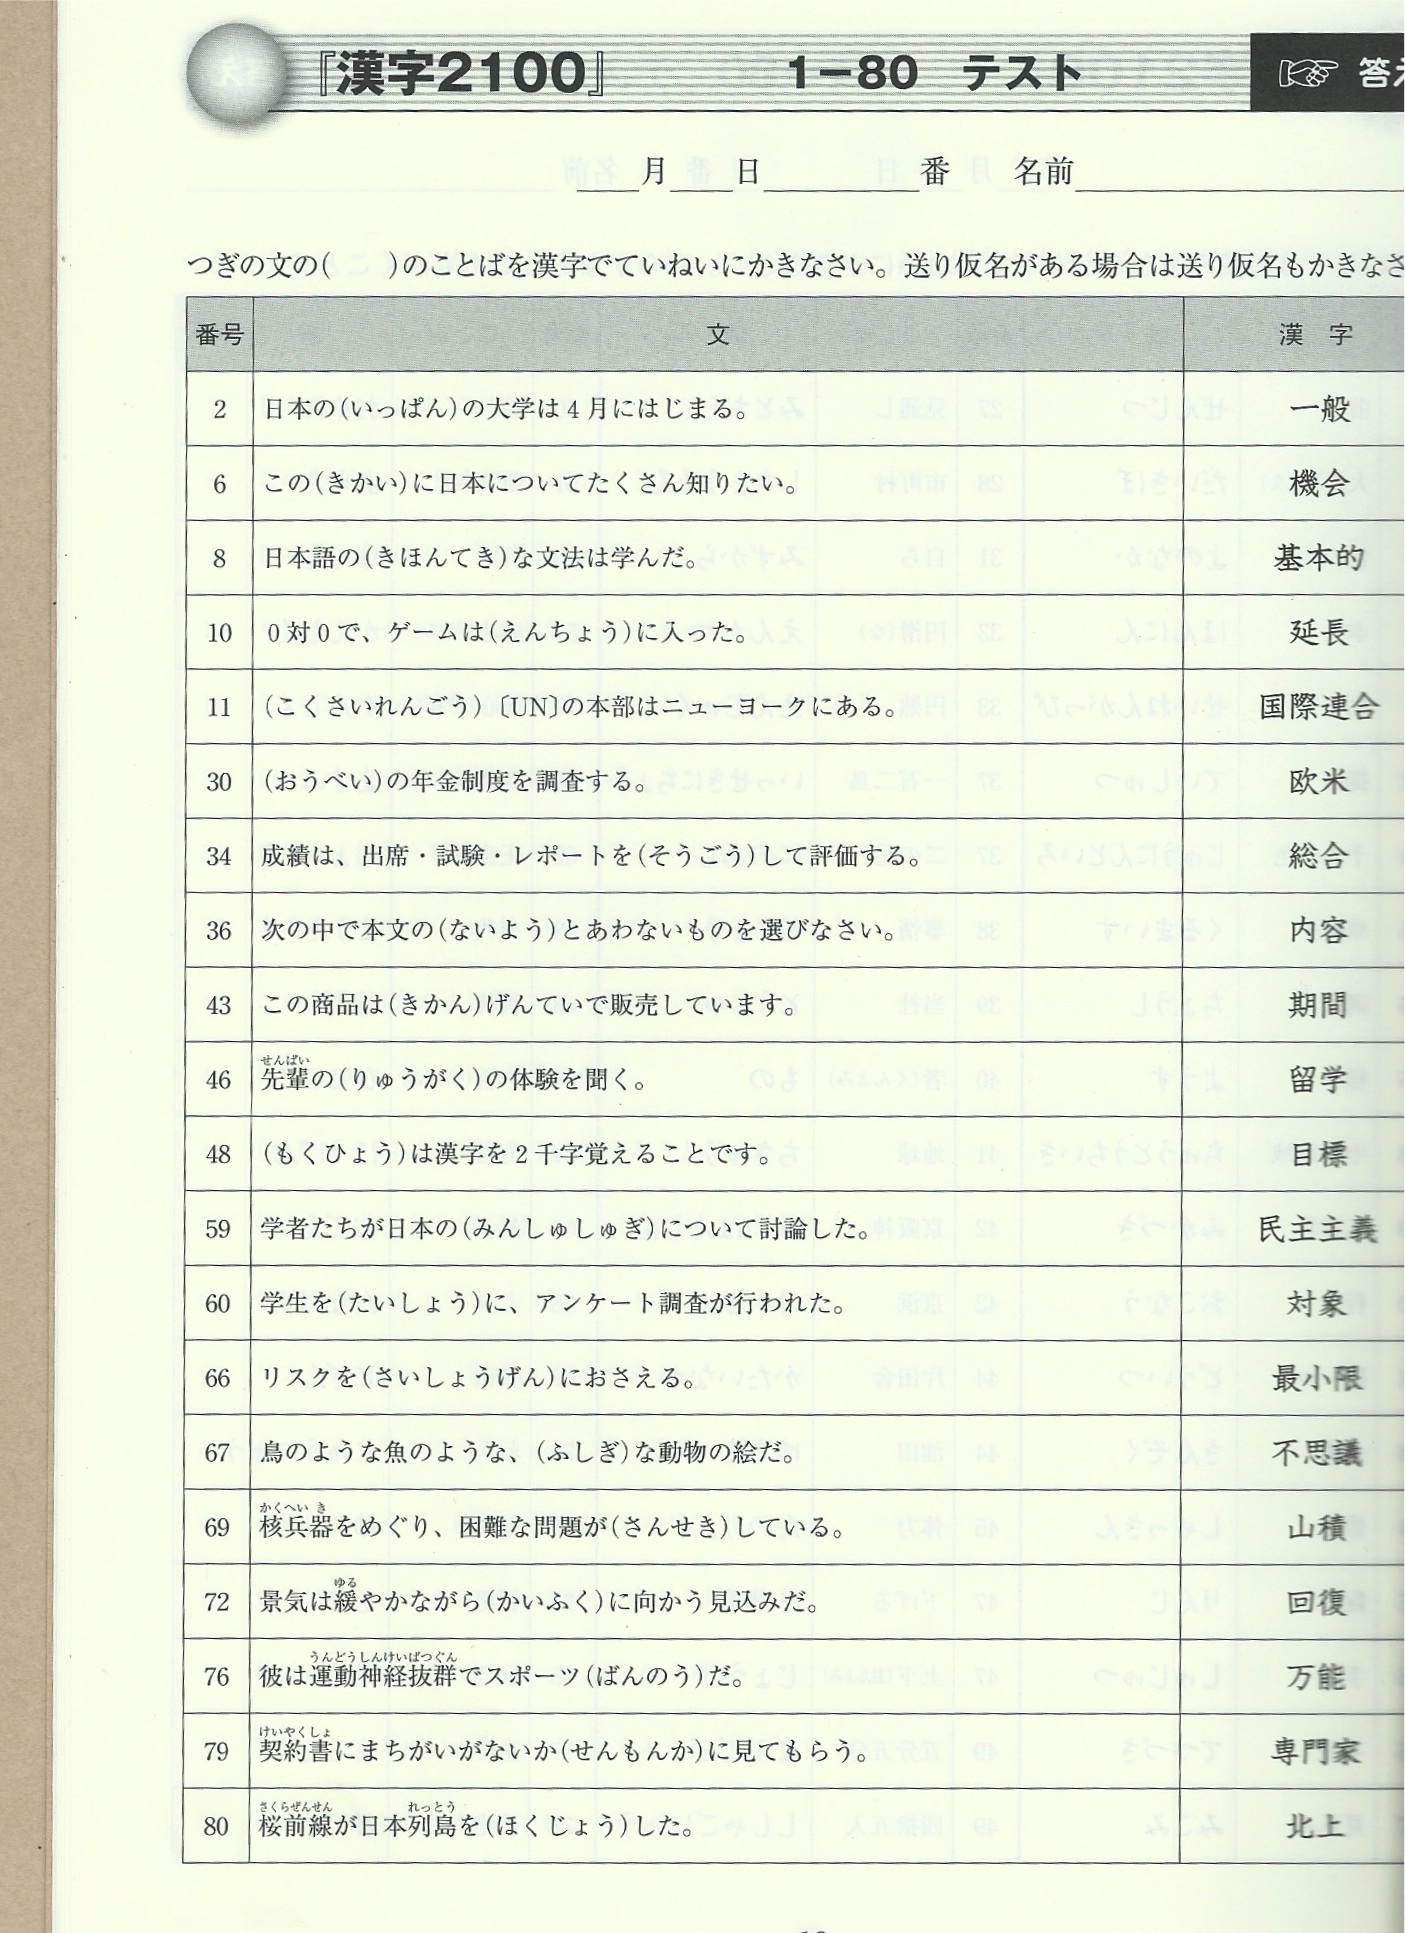 『漢字2100』 1－80 テスト ☞ 答
月 日 番 名前
つぎの文の( )のことばを漢字でていねいにかきなさい。送り仮名がある場合は送り仮名もかきなさ
番号 文 漢字
2 日本の(いっぱん)の大学は4月にはじまる。 一般
6 この(きかい)に日本についてたくさん知りたい。 機会
8 日本語の(きほんてき)な文法は学んだ。 基本的
10 0対0で、ゲームは(えんちょう)に入った。 延長
11 (こくさいれんごう)〔UN〕の本部はニューヨークにある。 国際連合
30 (おうべい)の年金制度を調査する。 欧米
34 成績は、出席・試験・レポートを(そうごう)して評価する。 総合
36 次の中で本文の(ないよう)とあわないものを選びなさい。 内容
43 この商品は(きかん)げんていで販売しています。 期間
せんぱい
46 先輩の(りゅうがく)の体験を聞く。 留学
48 (もくひょう)は漢字を2千字覚えることです。 目標
59 学者たちが日本の(みんしゅしゅぎ)について討論した。 民主主義
60 学生を(たいしょう)に、アンケート調査が行われた。 対象
66 リスクを(さいしょうげん)におさえる。 最小限
67 鳥のような魚のような、(ふしぎ)な動物の絵だ。 不思議
かくへいき
69 核兵器をめぐり、困難な問題が(さんせき)している。 山積
ゆる
72 景気は緩やかながら(かいふく)に向かう見込みだ。 回復
うんどうしんけいばつぐん
76 彼は運動神経抜群でスポーツ(ばんのう)だ。 万能
けいやくしょ
79 契約書にまちがいがないか(せんもんか)に見てもらう。 専門家
さくらぜんせん れっとう
80 桜前線が日本列島を(ほくじょう)した。 北上